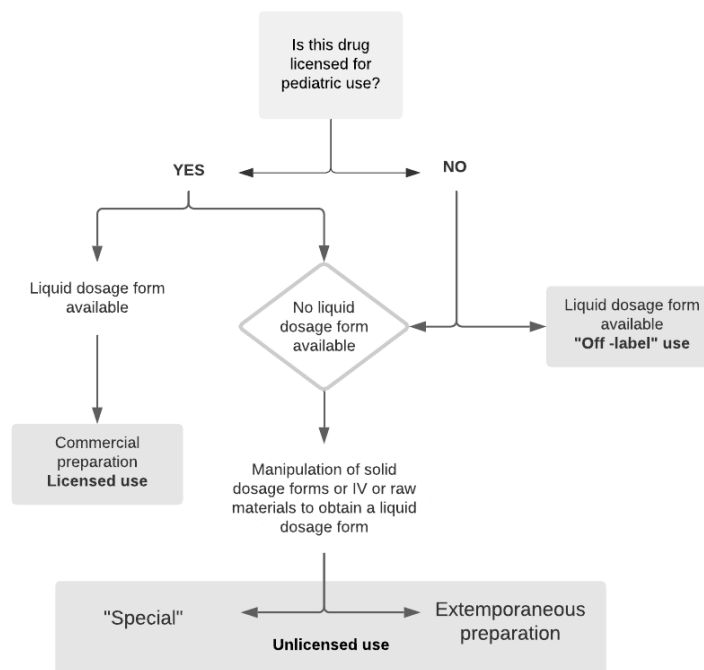 Is this drug
licensed for
pediatric use?
YES
NO
Liquid dosage form
available
No liquid
dosage form
available
Liquid dosage form
available
"Off -label" use
Commercial
preparation
Licensed use
Manipulation of solid
dosage forms or IV or raw
materials to obtain a liquid
dosage form
"Special"
Extemporaneous
preparation
Unlicensed use